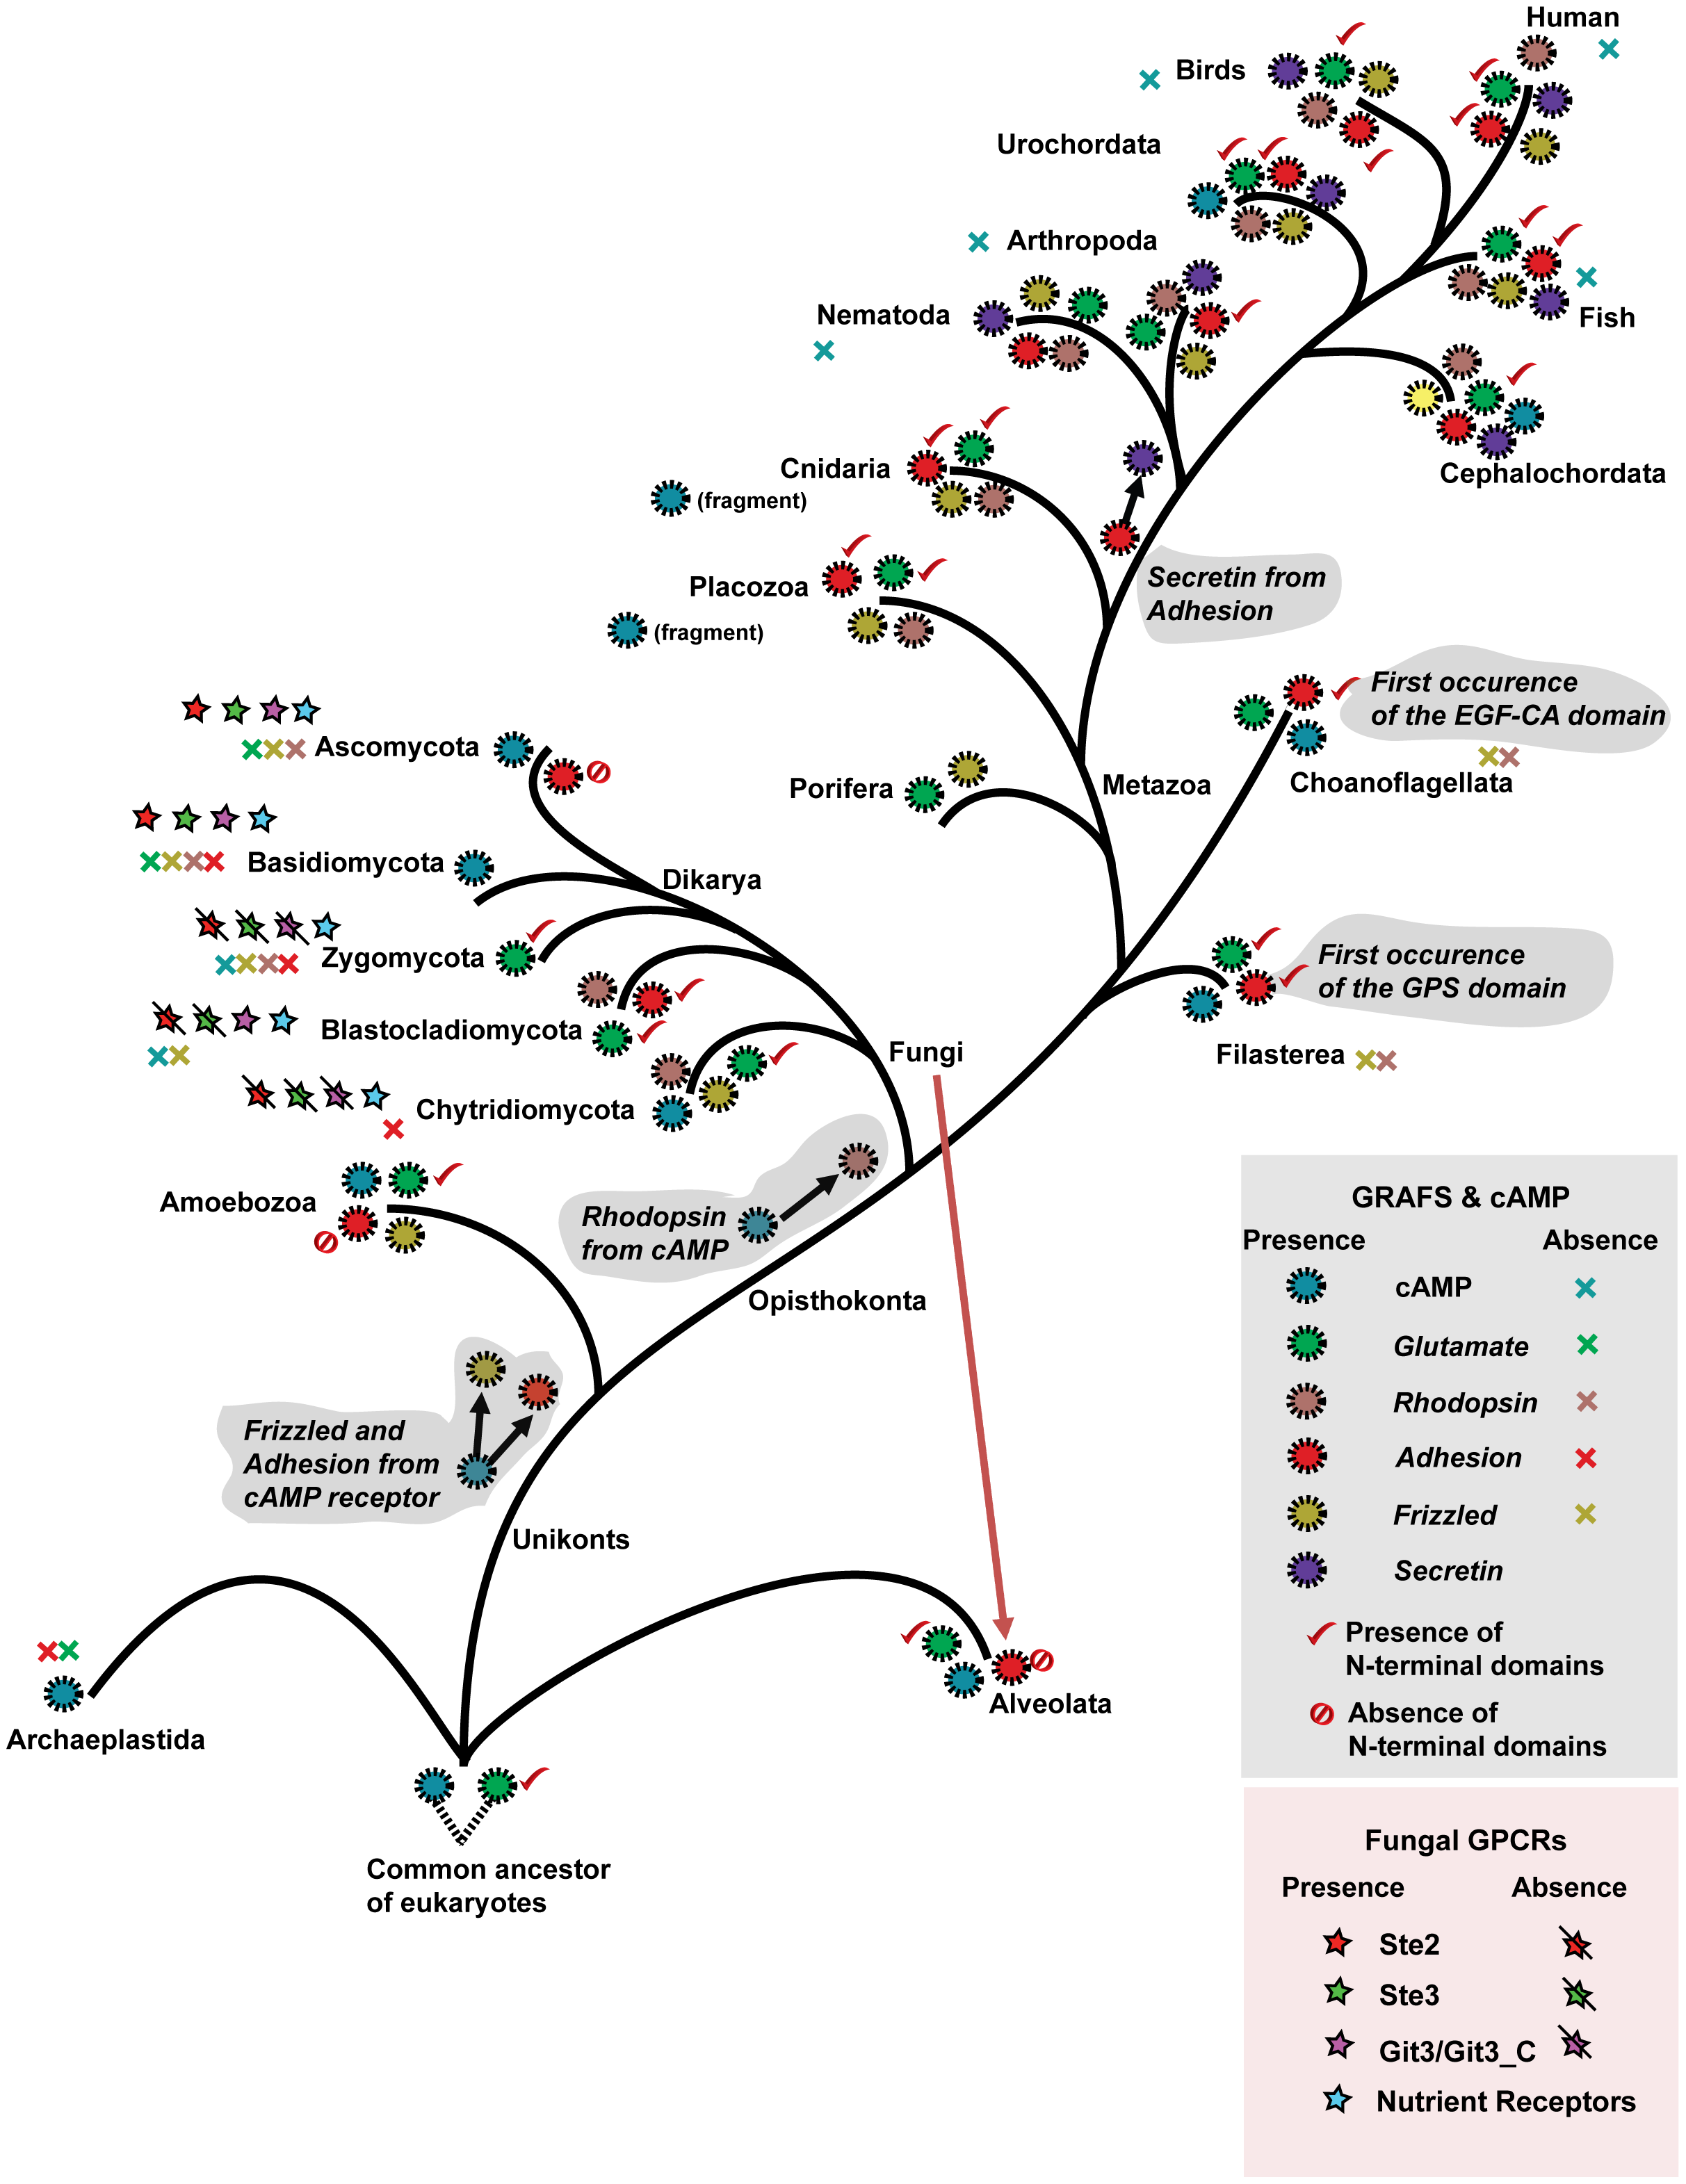 Human
Birds
Urochordata
Arthropoda
Nematoda
Fish
Cnidaria
Cephalochordata
(fragment)
Secretin from
Adhesion
Placozoa
(fragment)
First occurence
of the EGF-CA domain
Ascomycota
Porifera
Metazoa
Choanoflagellata
Basidiomycota
Dikarya
Zygomycota
First occurence
of the GPS domain
Blastocladiomycota
Fungi
Filasterea
Chytridiomycota
Amoebozoa
Rhodopsin
from cAMP
Opisthokonta
Frizzled and
Adhesion from
cAMP receptor
Unikonts
Archaeplastida
Alveolata
Common ancestor
of eukaryotes
GRAFS & cAMP
Presence Absence
cAMP
Glutamate
Rhodopsin
Adhesion
Frizzled
Secretin
Presence of
N-terminal domains
Absence of
N-terminal domains
Fungal GPCRs
Presence Absence
Ste2
Ste3
Git3/Git3_C
Nutrient Receptors